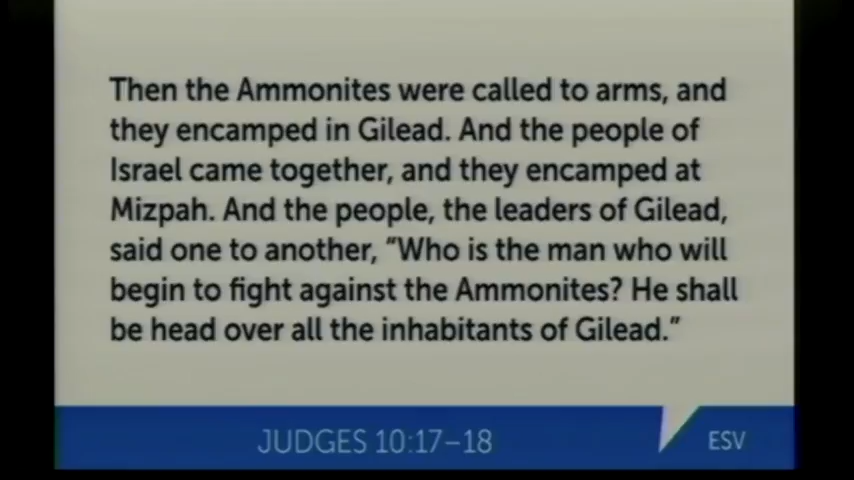 Then the Ammonites were called to arms, and
they encamped in Gilead. And the people of
Israel came together, and they encamped at
Mizpah. And the people, the leaders of Gilead,
said one to another, “Who is the man who will
begin to fight against the Ammonites? He shall
be head over all the inhabitants of Gilead.”
JUDGES 10:17–18
ESV